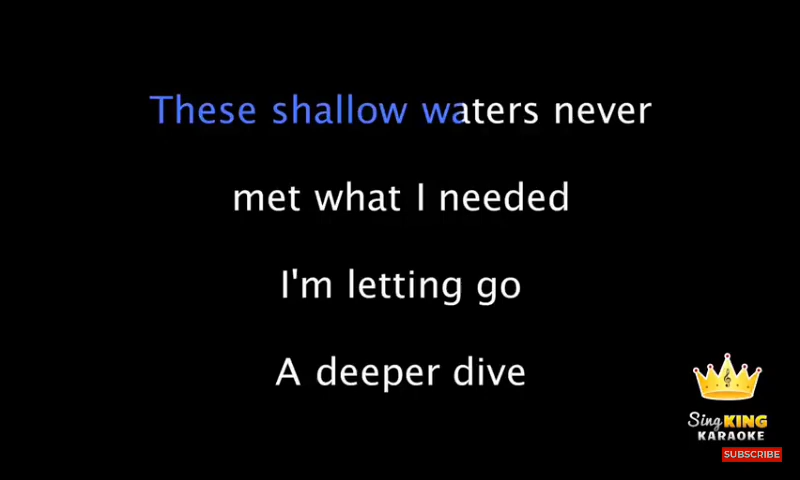 These shallow waters never
met what I needed
I'm letting go
A deeper dive
Sing KING
KARAOKE
SUBSCRIBE